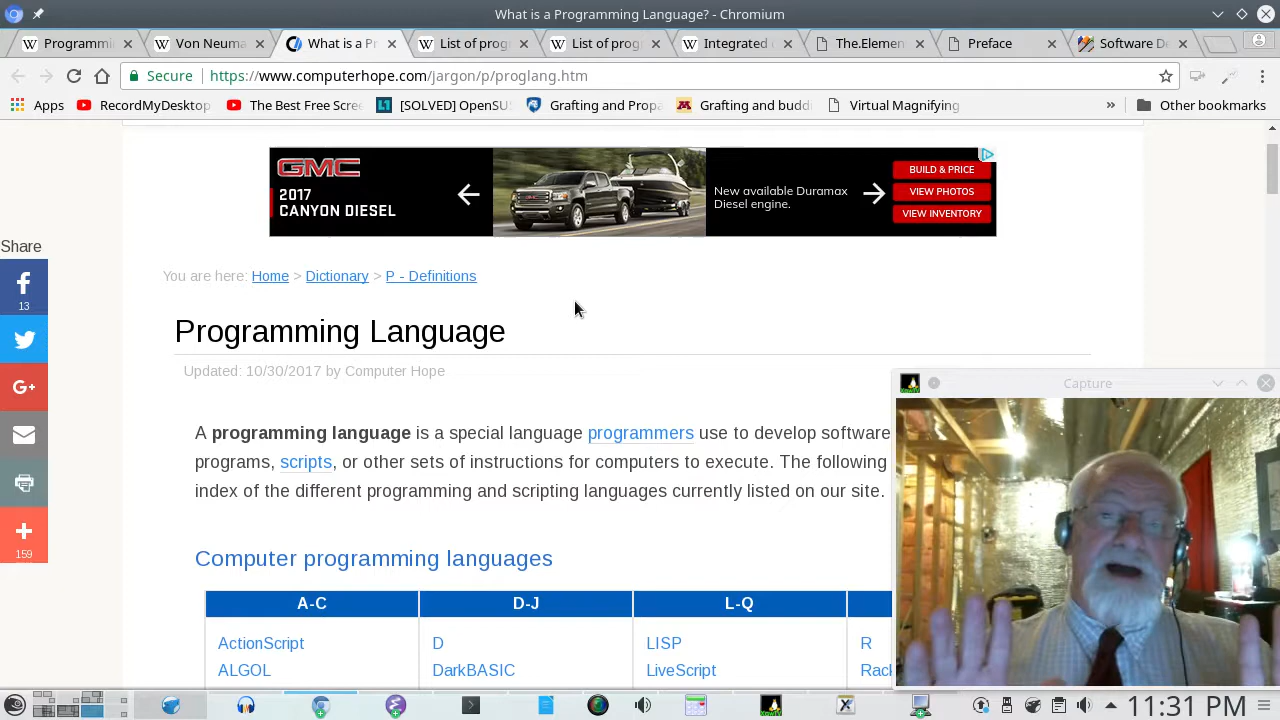 What is a Programming Language? - Chromium
Programmin
Von Neuma
What is a Pr
List of prog
List of prog
Integrated
The.Elemen
Preface
Software De
Secure
https://www.computerhope.com/jargon/p/proglang.htm
Apps
RecordMyDesktop
The Best Free Scre
[SOLVED] OpenSUS
Grafting and Propa
Grafting and buddi
Virtual Magnifying
»
Other bookmarks
GMC
2017
CANYON DIESEL
New available Duramax
Diesel engine.
BUILD & PRICE
VIEW PHOTOS
VIEW INVENTORY
Share
13
159
You are here: Home > Dictionary > P - Definitions
Programming Language
Updated: 10/30/2017 by Computer Hope
A programming language is a special language programmers use to develop software
programs, scripts, or other sets of instructions for computers to execute. The following
index of the different programming and scripting languages currently listed on our site.
Computer programming languages
A-C
D-J
L-Q
ActionScript
D
LISP
R
ALGOL
DarkBASIC
LiveScript
Rac
Capture
11:31 PM